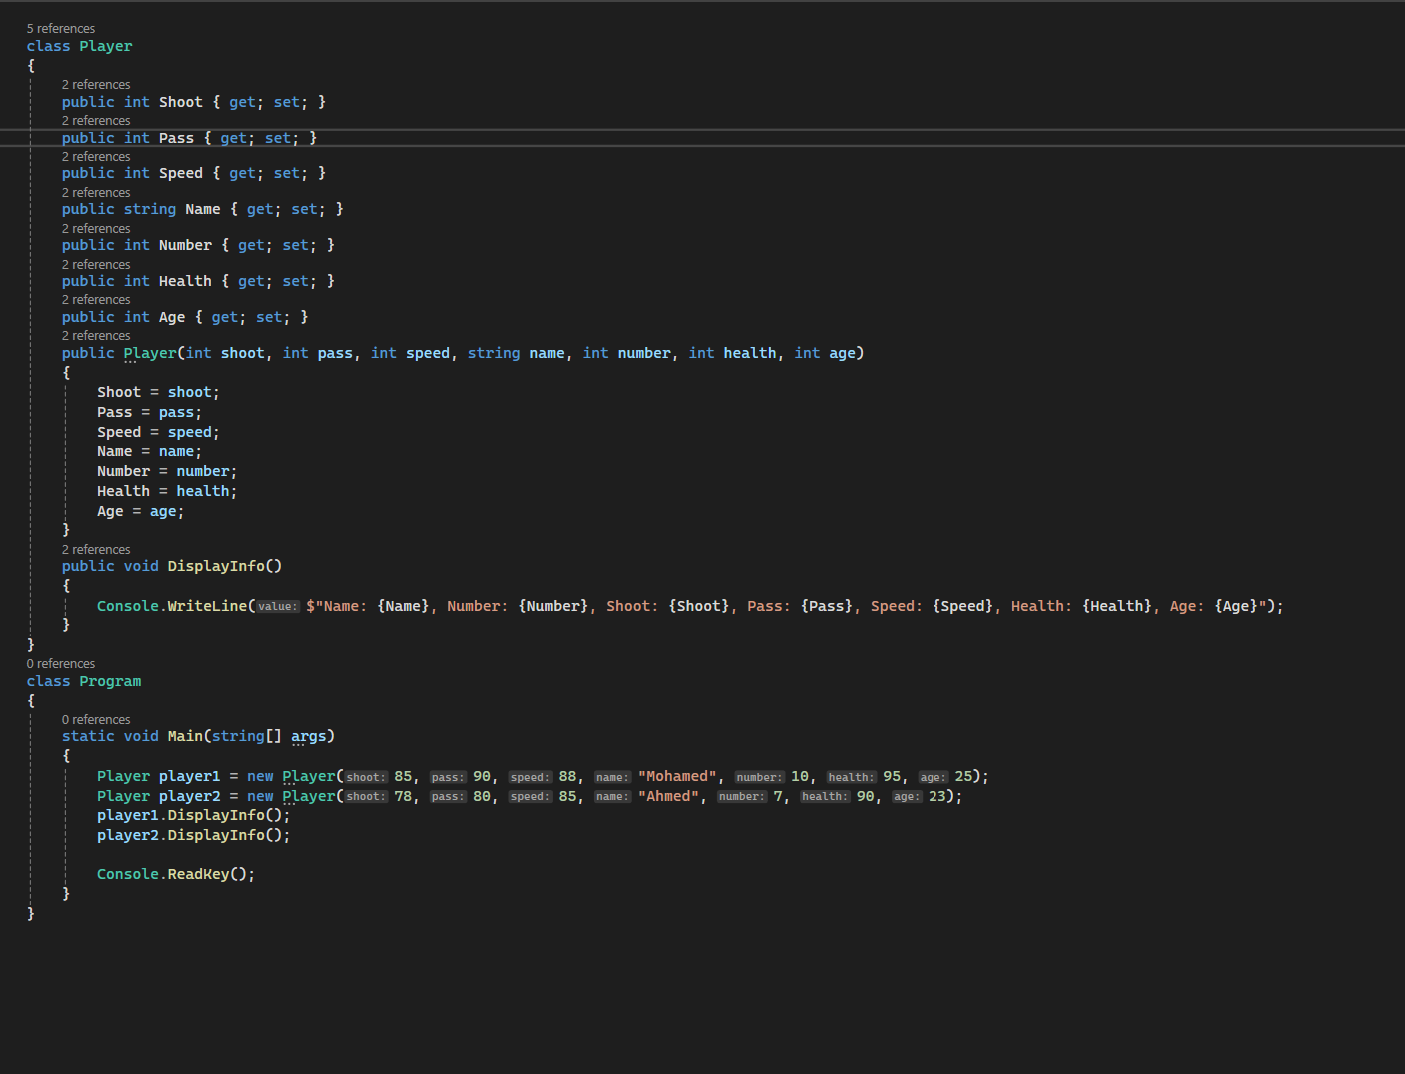 5 references
class Player
{
2 references
public int Shoot { get; set; }
2 references
public int Pass { get; set; }
2 references
public int Speed { get; set; }
2 references
public string Name { get; set; }
2 references
public int Number { get; set; }
2 references
public int Health { get; set; }
2 references
public int Age { get; set; }
2 references
public Player(int shoot, int pass, int speed, string name, int number, int health, int age)
{
Shoot = shoot;
Pass = pass;
Speed = speed;
Name = name;
Number = number;
Health = health;
Age = age;
}
2 references
public void DisplayInfo()
{
Console.WriteLine(value: $"Name: {Name}, Number: {Number}, Shoot: {Shoot}, Pass: {Pass}, Speed: {Speed}, Health: {Health}, Age: {Age}");
}
}
0 references
class Program
{
0 references
static void Main(string[] args)
{
Player player1 = new Player(shoot: 85, pass: 90, speed: 88, name: "Mohamed", number: 10, health: 95, age: 25);
Player player2 = new Player(shoot: 78, pass: 80, speed: 85, name: "Ahmed", number: 7, health: 90, age: 23);
player1.DisplayInfo();
player2.DisplayInfo();
Console.ReadKey();
}
}